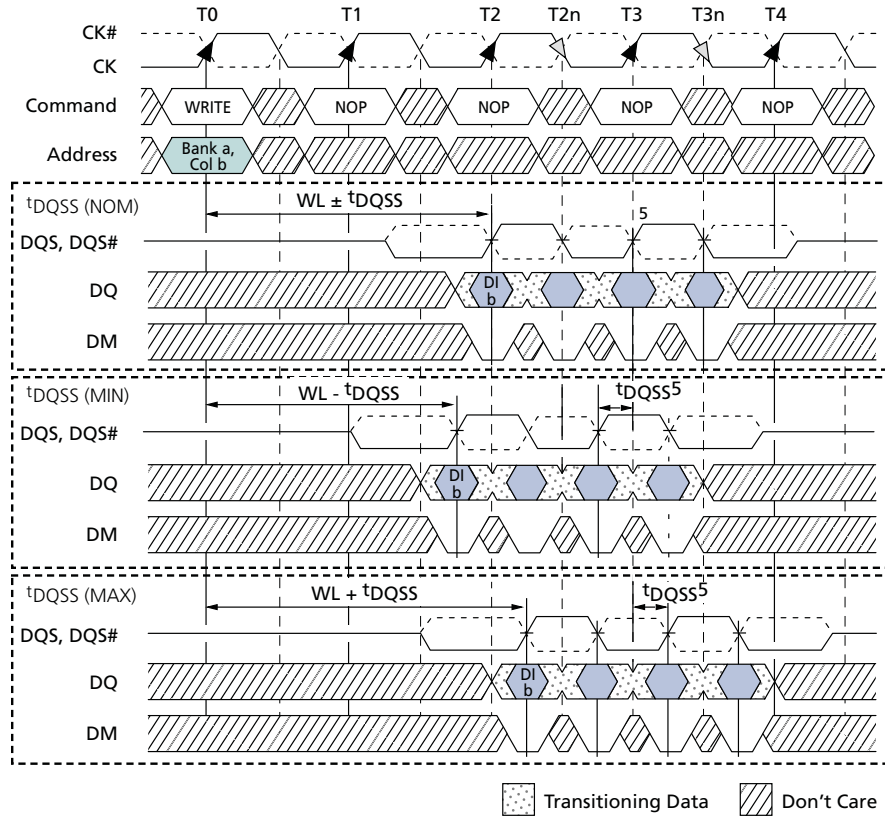 T0 T1 T2 T2n T3 T3n T4
CK#
CK
Command WRITE NOP NOP NOP NOP
Address Bank a, Col b
tDQSS (NOM) WL ± tDQSS
5
DQS, DQS#
DQ DI b
DM
tDQSS (MIN) WL - tDQSS tDQSS5
DQS, DQS#
DQ DI b
DM
tDQSS (MAX) WL + tDQSS tDQSS5
DQS, DQS#
DQ DI b
DM
Transitioning Data Don't Care